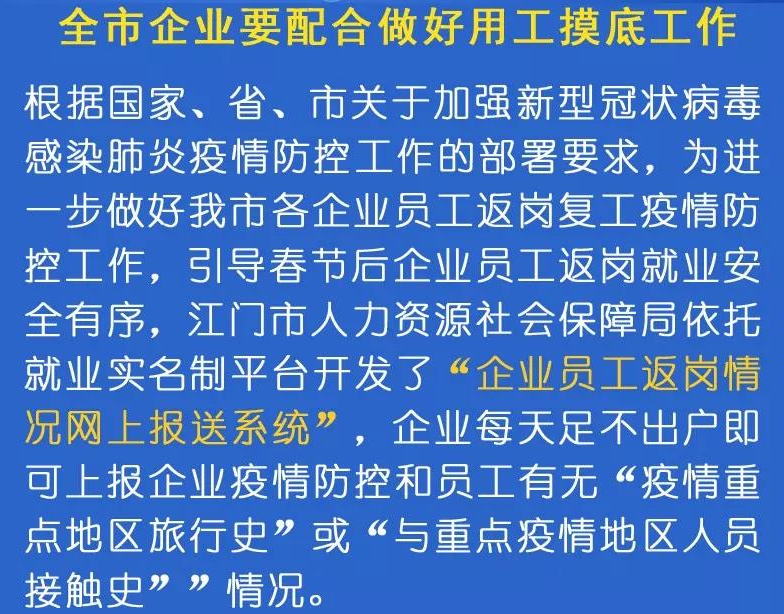 全市企业要配合做好用工摸底工作
根据国家、省、市关于加强新型冠状病毒
感染肺炎疫情防控工作的部署要求，为进
一步做好我市各企业员工返岗复工疫情防
控工作，引导春节后企业员工返岗就业安
全有序，江门市人力资源社会保障局依托
就业实名制平台开发了“企业员工返岗情
况网上报送系统”，企业每天足不出户即
可上报企业疫情防控和员工有无“疫情重
点地区旅行史”或“与重点疫情地区人员
接触史””情况。